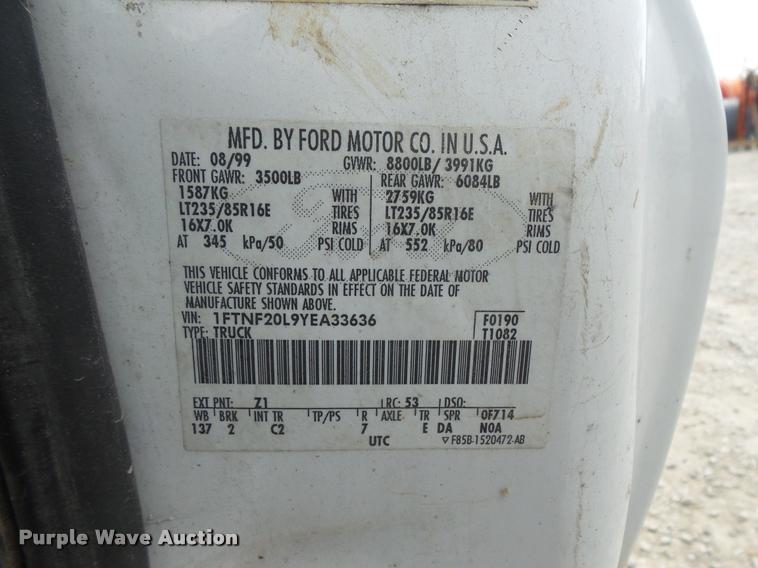 MFD. BY FORD MOTOR CO. IN U.S.A.
DATE: 08/99 GVWR: 8800LB/ 3991KG
FRONT GAWR: 3500LB REAR GAWR: 6084LB
1587KG WITH 2759KG WITH
LT235/85R16E TIRES LT235/85R16E TIRES
16X7.0K RIMS 16X7.0K RIMS
AT 345 kPa/50 PSI COLD AT 552 kPa/80 PSI COLD
THIS VEHICLE CONFORMS TO ALL APPLICABLE FEDERAL MOTOR
VEHICLE SAFETY STANDARDS IN EFFECT ON THE DATE OF
MANUFACTURE SHOWN ABOVE.
VIN: 1FTNF20L9YEA33636 F0190
TYPE: TRUCK T1082
EXT PNT: Z1 RC: 53 DSO:
WB BRK INT TR TP/PS R AXLE TR SPR OF714
137 2 C2 7 E DA N0A
UTC ▽ F85B-1520472-AB
Purple Wave Auction